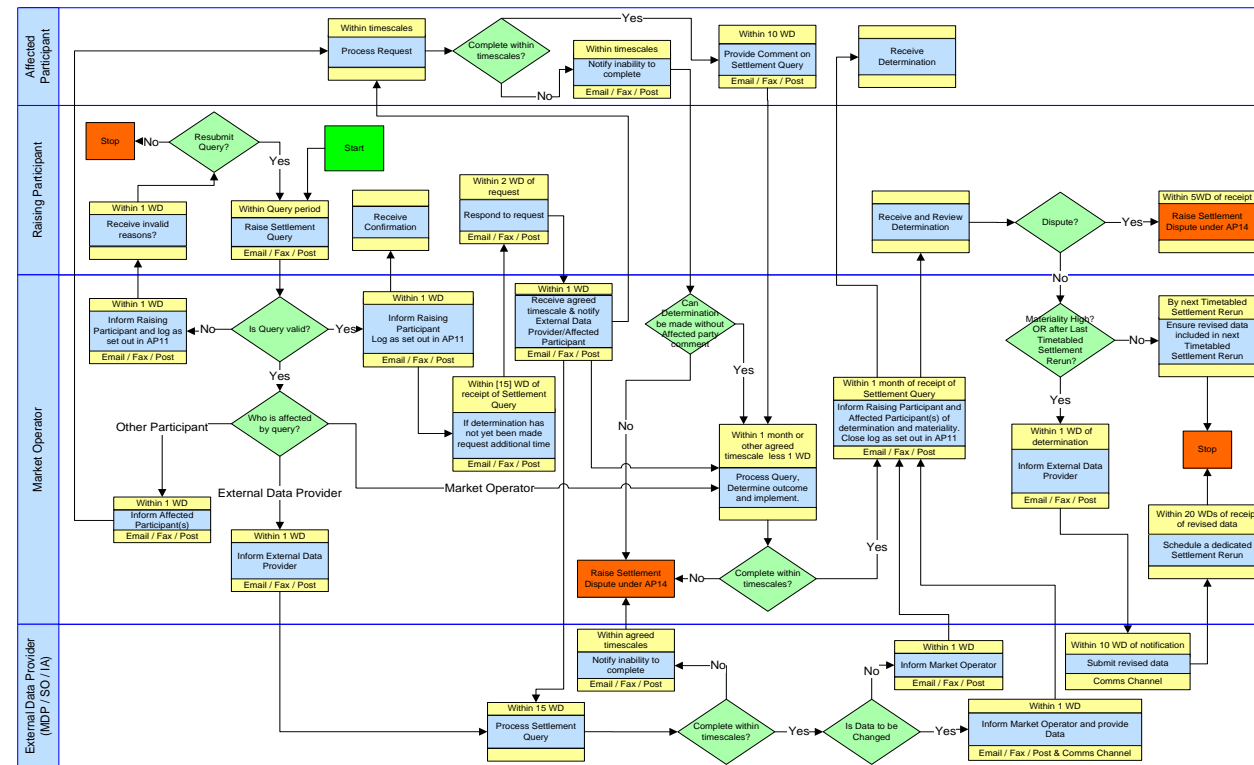 Affected
Participant
Within timescales
Process Request
Complete within
timescales?
Yes
No
Within timescales
Notify inability to
complete
Email / Fax / Post
Within 10 WD
Provide Comment on
Settlement Query
Email / Fax / Post
Receive
Determination
Raising Participant
Stop
No
Resubmit
Query?
Yes
Start
Within 1 WD
Receive invalid
reasons?
Within Query period
Raise Settlement
Query
Email / Fax / Post
Receive
Confirmation
Within 2 WD of
request
Respond to request
Email / Fax / Post
Receive and Review
Determination
Dispute?
Yes
No
Within 5WD of receipt
Raise Settlement
Dispute under AP14
Market Operator
Within 1 WD
Inform Raising
Participant and log as
set out in AP11
Email / Fax / Post
No
Is Query valid?
Yes
Yes
Within 1 WD
Inform Raising
Participant
Log as set out in AP11
Email / Fax / Post
Within [15] WD of
receipt of Settlement
Query
If determination has
not yet been made
request additional time
Email / Fax / Post
Within 1 WD
Receive agreed
timescale & notify
External Data
Provider/Affected
Participant
Email / Fax / Post
Can
Determination
be made without
Affected party
comment
Yes
No
Who is affected
by query?
Other Participant
External Data Provider
Market Operator
Within 1 WD
Inform Affected
Participant(s)
Email / Fax / Post
Within 1 WD
Inform External Data
Provider
Email / Fax / Post
Within 1 month or
other agreed
timescale less 1 WD
Process Query,
Determine outcome
and implement.
Complete within
timescales?
No
Yes
Raise Settlement
Dispute under AP14
Within 1 month of receipt of
Settlement Query
Inform Raising Participant and
Affected Participant(s) of
determination and materiality.
Close log as set out in AP11
Email / Fax / Post
Materiality High?
OR after Last
Timetabled
Settlement
Rerun?
No
Yes
By next Timetabled
Settlement Rerun
Ensure revised data
included in next
Timetabled
Settlement Rerun
Within 1 WD of
determination
Inform External Data
Provider
Email / Fax / Post
Stop
Within 20 WDs of receipt
of revised data
Schedule a dedicated
Settlement Rerun
External Data Provider
(MDP / SO / IA)
Within agreed
timescales
Notify inability to
complete
Email / Fax / Post
No
Within 15 WD
Process Settlement
Query
Complete within
timescales?
Yes
Is Data to be
Changed
No
Yes
Within 1 WD
Inform Market Operator
Email / Fax / Post
Within 1 WD
Inform Market Operator and provide
Data
Email / Fax / Post & Comms Channel
Within 10 WD of notification
Submit revised data
Comms Channel